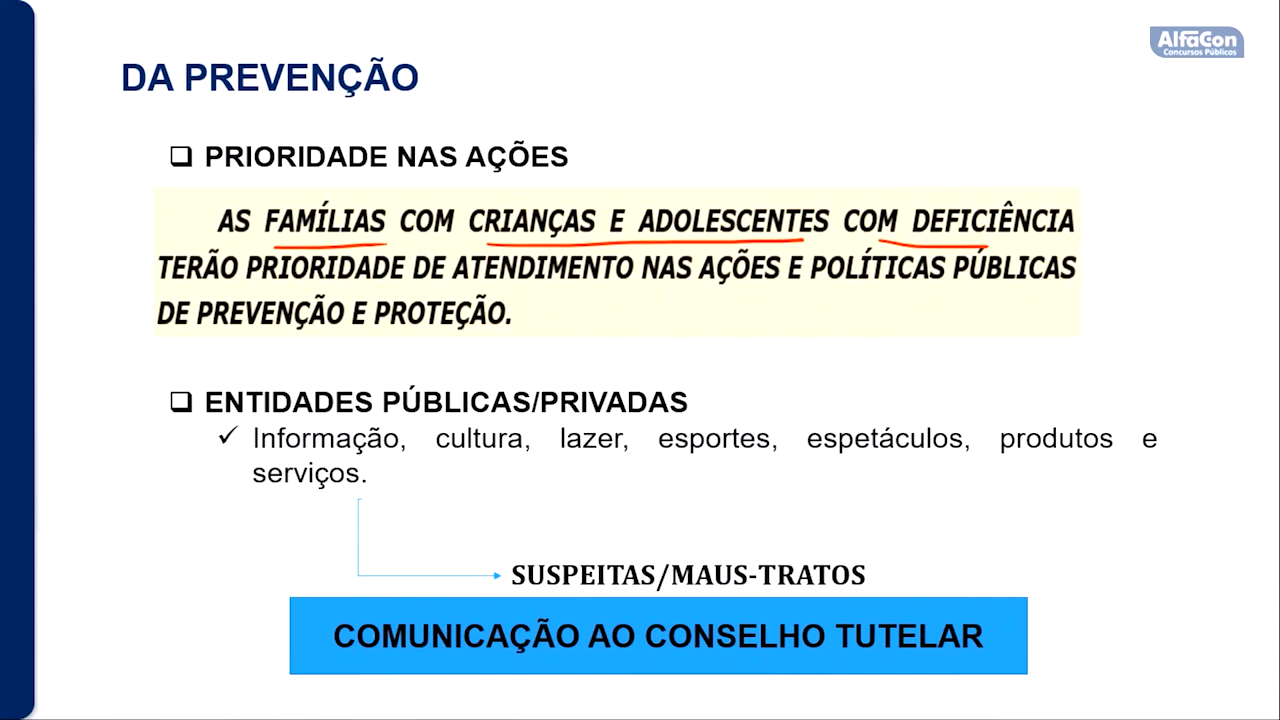 AlfaCon
Concursos Públicos
DA PREVENÇÃO
PRIORIDADE NAS AÇÕES
AS FAMÍLIAS COM CRIANÇAS E ADOLESCENTES COM DEFICIÊNCIA
TERÃO PRIORIDADE DE ATENDIMENTO NAS AÇÕES E POLÍTICAS PÚBLICAS
DE PREVENÇÃO E PROTEÇÃO.
ENTIDADES PÚBLICAS/PRIVADAS
Informação, cultura, lazer, esportes, espetáculos, produtos e
serviços.
SUSPEITAS/MAUS-TRATOS
COMUNICAÇÃO AO CONSELHO TUTELAR